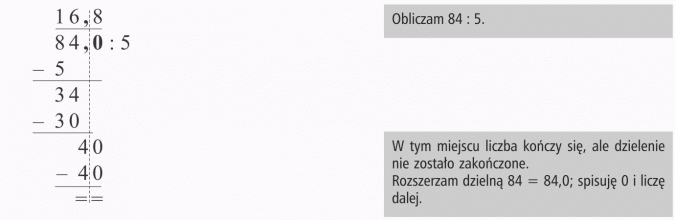 16,8
84,0 : 5
– 5
34
– 30
40
– 40
==
Obliczam 84 : 5.
W tym miejscu liczba kończy się, ale dzielenie
nie zostało zakończone.
Rozszerzam dzielną 84 = 84,0; spisuję 0 i liczę
dalej.